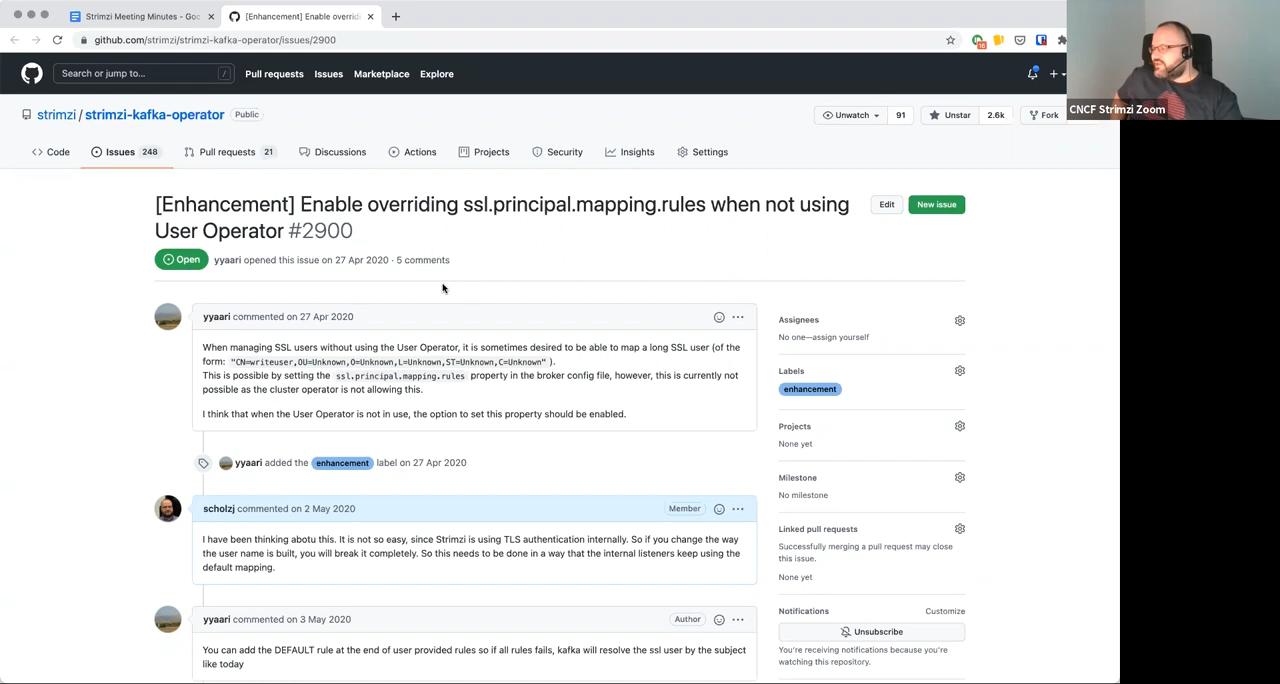 Strimzi Meeting Minutes - Goo
[Enhancement] Enable overridi
github.com/strimzi/strimzi-kafka-operator/issues/2900
16
Search or jump to...
/
Pull requests
Issues
Marketplace
Explore
CNCF Strimzi Zoom
strimzi / strimzi-kafka-operator
Public
Unwatch
91
Unstar
2.6k
Fork
Code
Issues 248
Pull requests 21
Discussions
Actions
Projects
Security
Insights
Settings
[Enhancement] Enable overriding ssl.principal.mapping.rules when not using
User Operator #2900
Edit
New issue
Open
yyaari opened this issue on 27 Apr 2020 · 5 comments
yyaari commented on 27 Apr 2020
When managing SSL users without using the User Operator, it is sometimes desired to be able to map a long SSL user (of the
form: "CN=writeuser,OU=Unknown,O=Unknown,L=Unknown,ST=Unknown,C=Unknown" ).
This is possible by setting the ssl.principal.mapping.rules property in the broker config file, however, this is currently not
possible as the cluster operator is not allowing this.
I think that when the User Operator is not in use, the option to set this property should be enabled.
yyaari added the enhancement label on 27 Apr 2020
scholzj commented on 2 May 2020
Member
I have been thinking abotu this. It is not so easy, since Strimzi is using TLS authentication internally. So if you change the way
the user name is built, you will break it completely. So this needs to be done in a way that the internal listeners keep using the
default mapping.
yyaari commented on 3 May 2020
Author
You can add the DEFAULT rule at the end of user provided rules so if all rules fails, kafka will resolve the ssl user by the subject
like today
Assignees
No one—assign yourself
Labels
enhancement
Projects
None yet
Milestone
No milestone
Linked pull requests
Successfully merging a pull request may close
this issue.
None yet
Notifications
Customize
Unsubscribe
You're receiving notifications because you're
watching this repository.